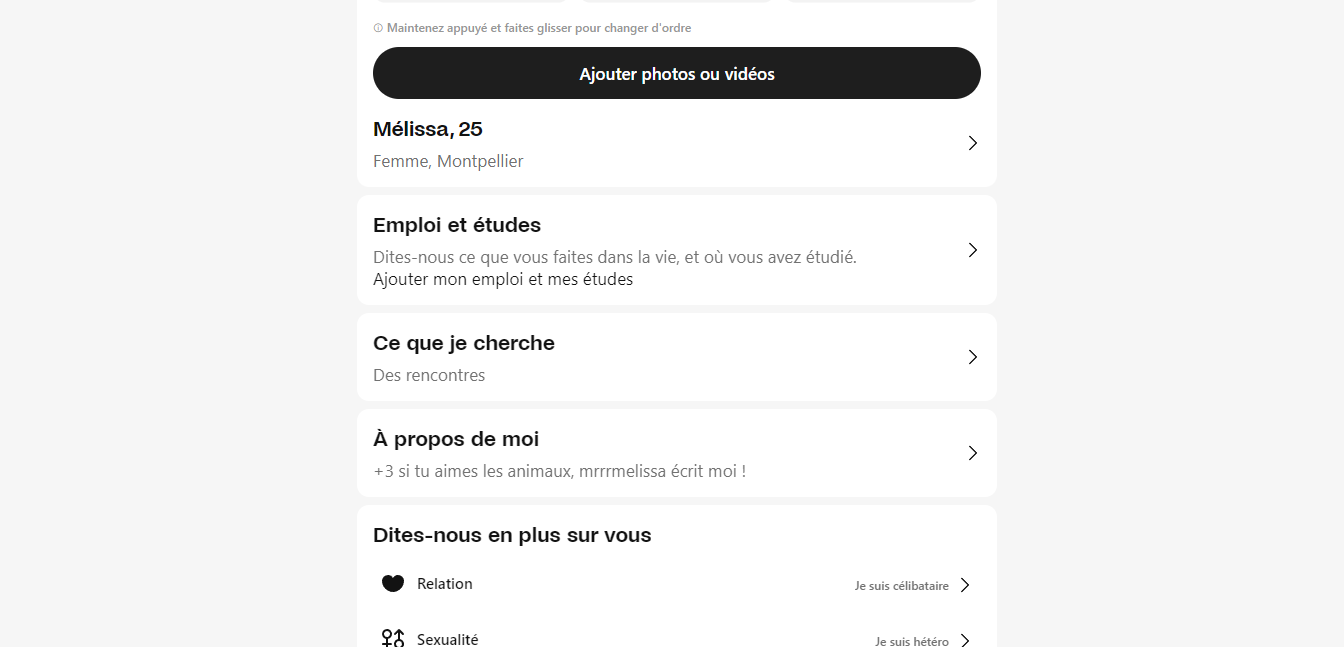 Maintenez appuyé et faites glisser pour changer d'ordre
Ajouter photos ou vidéos
Mélissa, 25
Femme, Montpellier
Emploi et études
Dites-nous ce que vous faites dans la vie, et où vous avez étudié.
Ajouter mon emploi et mes études
Ce que je cherche
Des rencontres
À propos de moi
+3 si tu aimes les animaux, mrrrmelissa écrit moi !
Dites-nous en plus sur vous
Relation
Je suis célibataire
Sexualité
Je suis hétéro